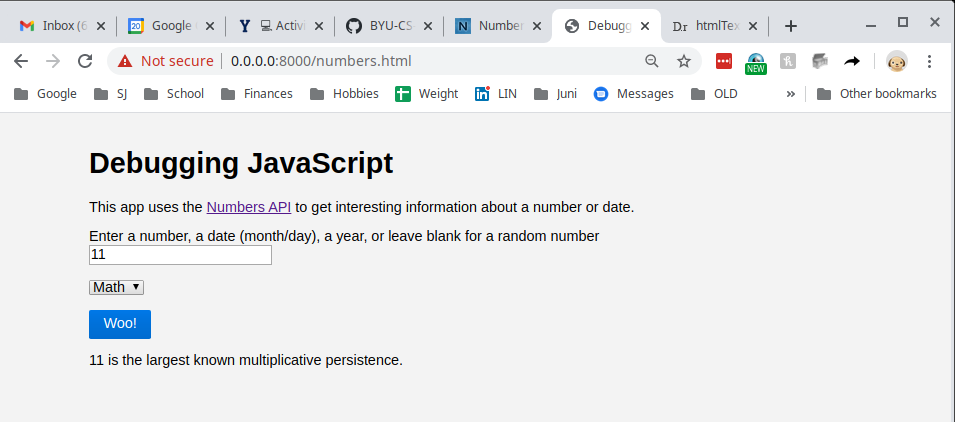 Inbox (6
20
Google
Activi
BYU-CS-
N
Number
Debugg
Dr htmlTex
Not secure 0.0.0.0:8000/numbers.html
NEW
Google SJ School Finances Hobbies Weight LIN Juni Messages OLD » Other bookmarks
Debugging JavaScript
This app uses the Numbers API to get interesting information about a number or date.
Enter a number, a date (month/day), a year, or leave blank for a random number
11
Math
Woo!
11 is the largest known multiplicative persistence.